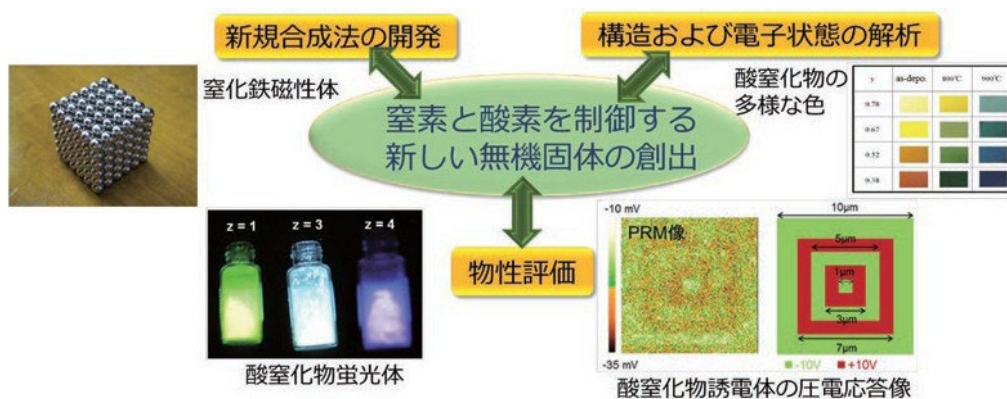 新規合成法の開発
構造および電子状態の解析
窒化鉄磁性体
酸窒化物の
多様な色
窒素と酸素を制御する
新しい無機固体の創出
y as-depo. 800℃ 900℃
0.78
0.67
0.52
0.38
z = 1 z = 3 z = 4
物性評価
-10 mV
PRM像
-35 mV
10μm
5μm
1μm
3μm
7μm
-10V +10V
酸窒化物蛍光体
酸窒化物誘電体の圧電応答像